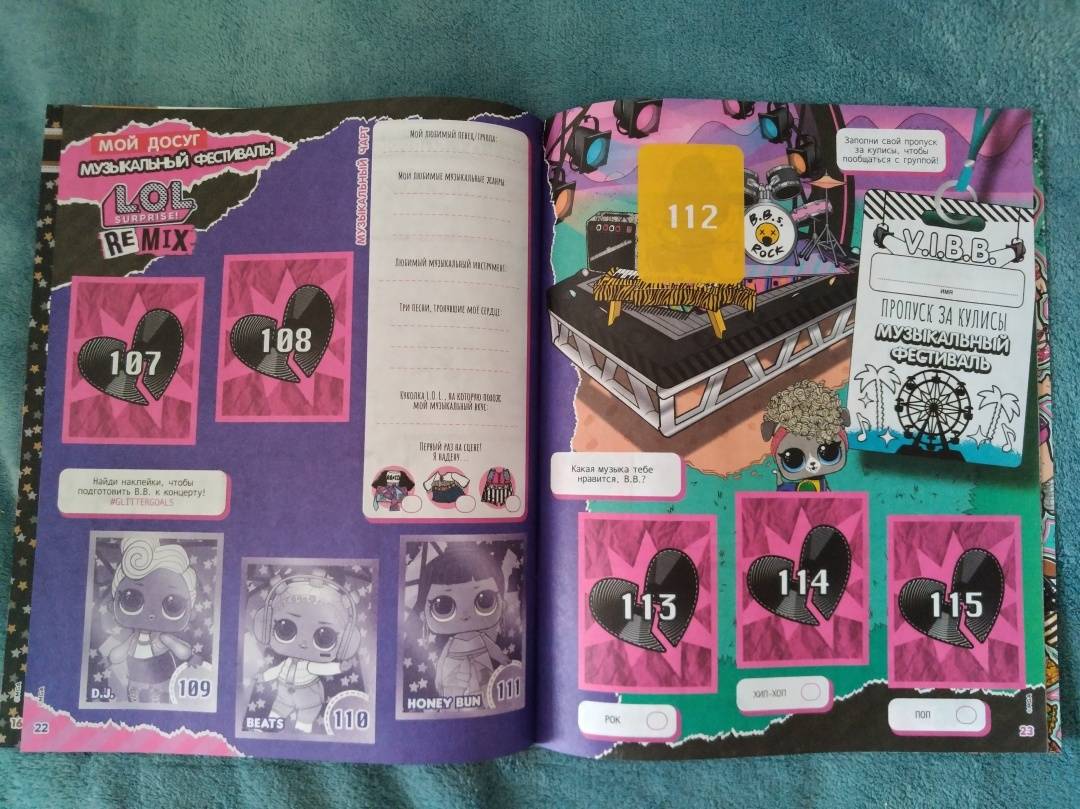 МОЙ ДОСУГ
МУЗЫКАЛЬНЫЙ ФЕСТИВАЛЬ!
L.O.L
SURPRISE!
REMIX
107
108
Найди наклейки, чтобы
подготовить B.B. к концерту!
#GLITTERGOALS
D.J.
109
BEATS
110
HONEY BUN
111
22
16
МУЗЫКАЛЬНЫЙ ЧАРТ
Мой любимый певец/группа:
Мои любимые музыкальные жанры
Любимый музыкальный инструмент:
Три песни, тронувшие моё сердце:
Куколка L.O.L., на которую похож
мой музыкальный вкус:
Первый раз на сцене!
Я надену...
112
B.B.s
ROCK
Заполни свой пропуск
за кулисы, чтобы
пообщаться с группой!
V.I.B.B.
ИМЯ
ПРОПУСК ЗА КУЛИСЫ
МУЗЫКАЛЬНЫЙ
ФЕСТИВАЛЬ
Какая музыка тебе
нравится, B.B.?
113
114
115
РОК
ХИП-ХОП
ПОП
23